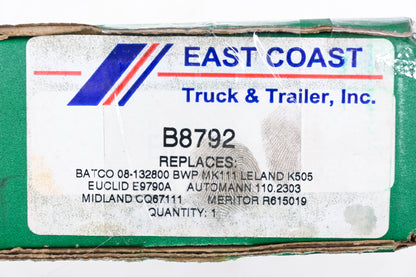 EAST COAST
Truck & Trailer, Inc.
B8792
REPLACES:
BATCO 08-132800 BWP MK111 LELAND K505
EUCLID E9790A AUTOMANN 110.2303
MIDLAND CQ67111 MERITOR R615019
QUANTITY: 1